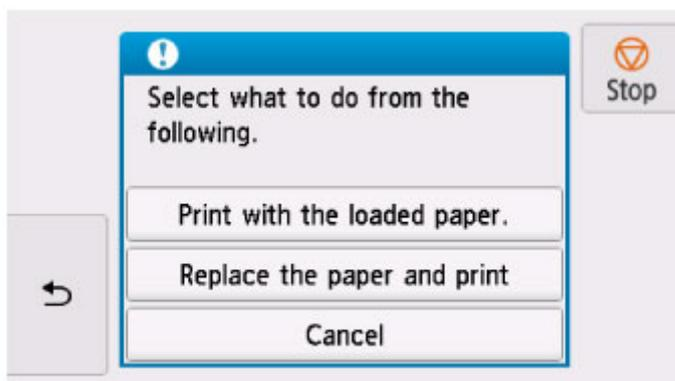 Select what to do from the
following.
Stop
Print with the loaded paper.
Replace the paper and print
Cancel